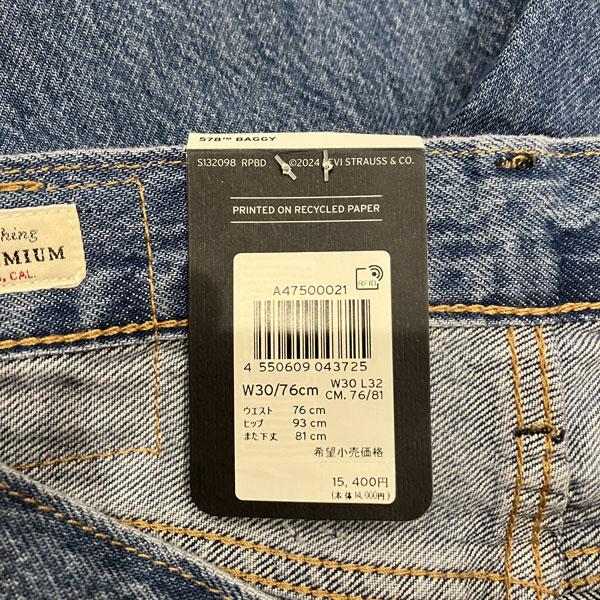 578™ BAGGY
S132098 RPBD ©2024 LEVI STRAUSS & CO.
PRINTED ON RECYCLED PAPER
RFID
A47500021
4 550609 043725
W30/76cm
W30 L32
CM. 76/81
ウエスト 76 cm
ヒップ 93 cm
また下丈 81 cm
希望小売価格
15,400円
(本体14,000円)
MIUM
CAL.